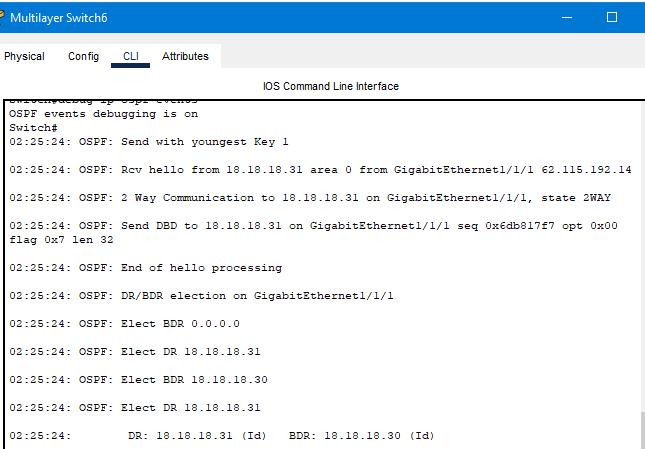 Multilayer Switch6
Physical Config CLI Attributes
IOS Command Line Interface
Switch#debug ip ospf events
OSPF events debugging is on
Switch#
02:25:24: OSPF: Send with youngest Key 1
02:25:24: OSPF: Rcv hello from 18.18.18.31 area 0 from GigabitEthernet1/1/1 62.115.192.14
02:25:24: OSPF: 2 Way Communication to 18.18.18.31 on GigabitEthernet1/1/1, state 2WAY
02:25:24: OSPF: Send DBD to 18.18.18.31 on GigabitEthernet1/1/1 seq 0x6db817f7 opt 0x00
flag 0x7 len 32
02:25:24: OSPF: End of hello processing
02:25:24: OSPF: DR/BDR election on GigabitEthernet1/1/1
02:25:24: OSPF: Elect BDR 0.0.0.0
02:25:24: OSPF: Elect DR 18.18.18.31
02:25:24: OSPF: Elect BDR 18.18.18.30
02:25:24: OSPF: Elect DR 18.18.18.31
02:25:24: DR: 18.18.18.31 (Id) BDR: 18.18.18.30 (Id)